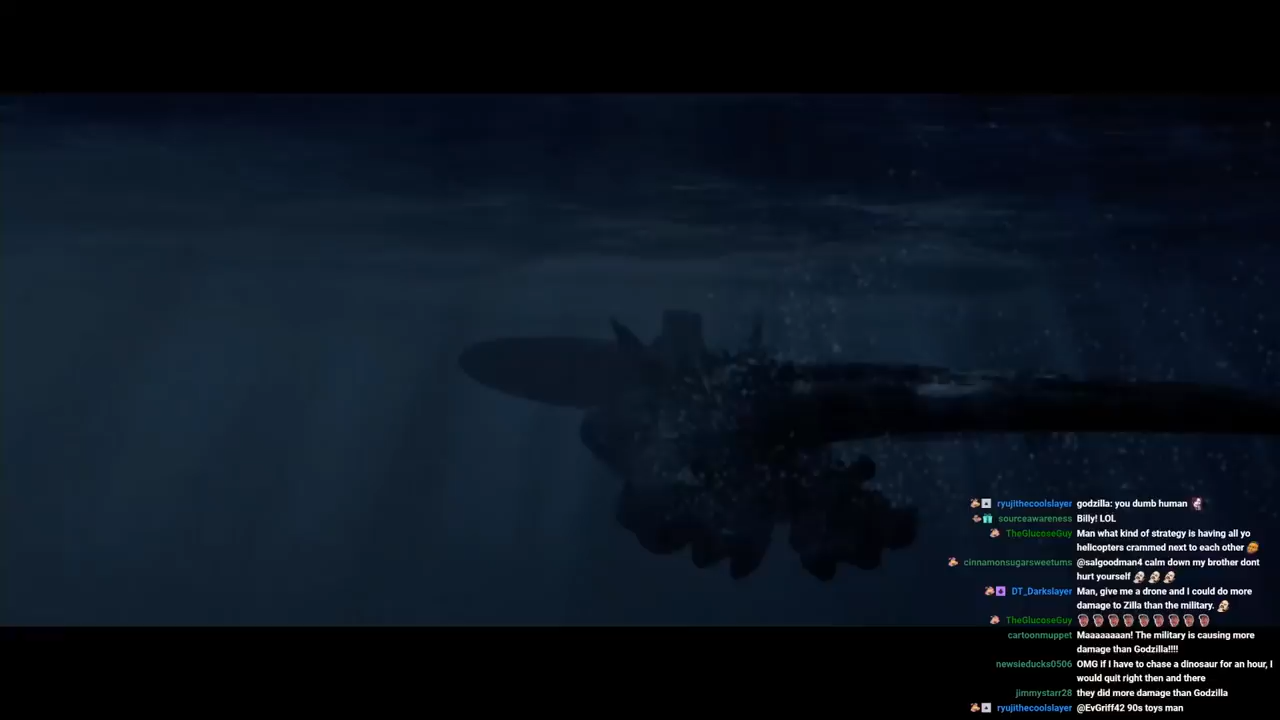 ryujithecoolslayer godzilla: you dumb human
sourceawareness Billy! LOL
TheGlucoseGuy Man what kind of strategy is having all yo
helicopters crammed next to each other
cinnamonsugarsweetums @salgoodman4 calm down my brother dont
hurt yourself
DT_Darkslayer Man, give me a drone and I could do more
damage to Zilla than the military.
TheGlucoseGuy
cartoonmuppet Maaaaaaaan! The military is causing more
damage than Godzilla!!!!
newsieducks0506 OMG if I have to chase a dinosaur for an hour, I
would quit right then and there
jimmystarr28 they did more damage than Godzilla
ryujithecoolslayer @EvGriff42 90s toys man